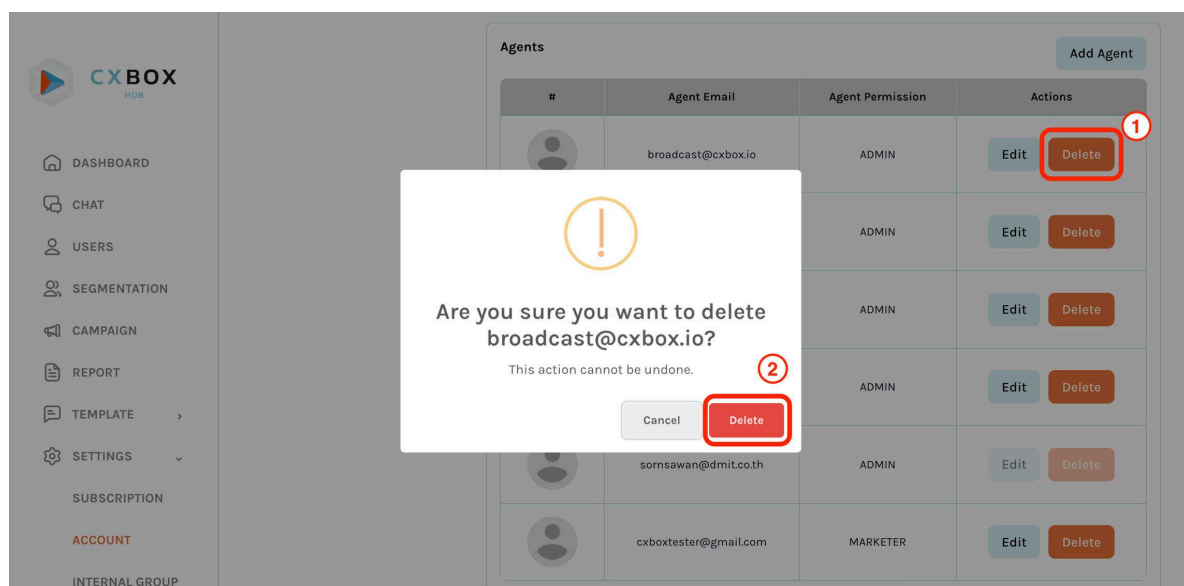 CXBOX
HUB
DASHBOARD
CHAT
USERS
SEGMENTATION
CAMPAIGN
REPORT
TEMPLATE
SETTINGS
SUBSCRIPTION
ACCOUNT
INTERNAL GROUP
Agents
Add Agent
# Agent Email Agent Permission Actions
1
broadcast@cxbox.io ADMIN Edit Delete
ADMIN Edit Delete
ADMIN Edit Delete
ADMIN Edit Delete
sornsawan@dmit.co.th ADMIN Edit Delete
cxboxtester@gmail.com MARKETER Edit Delete
Are you sure you want to delete
broadcast@cxbox.io?
This action cannot be undone.
2
Cancel Delete